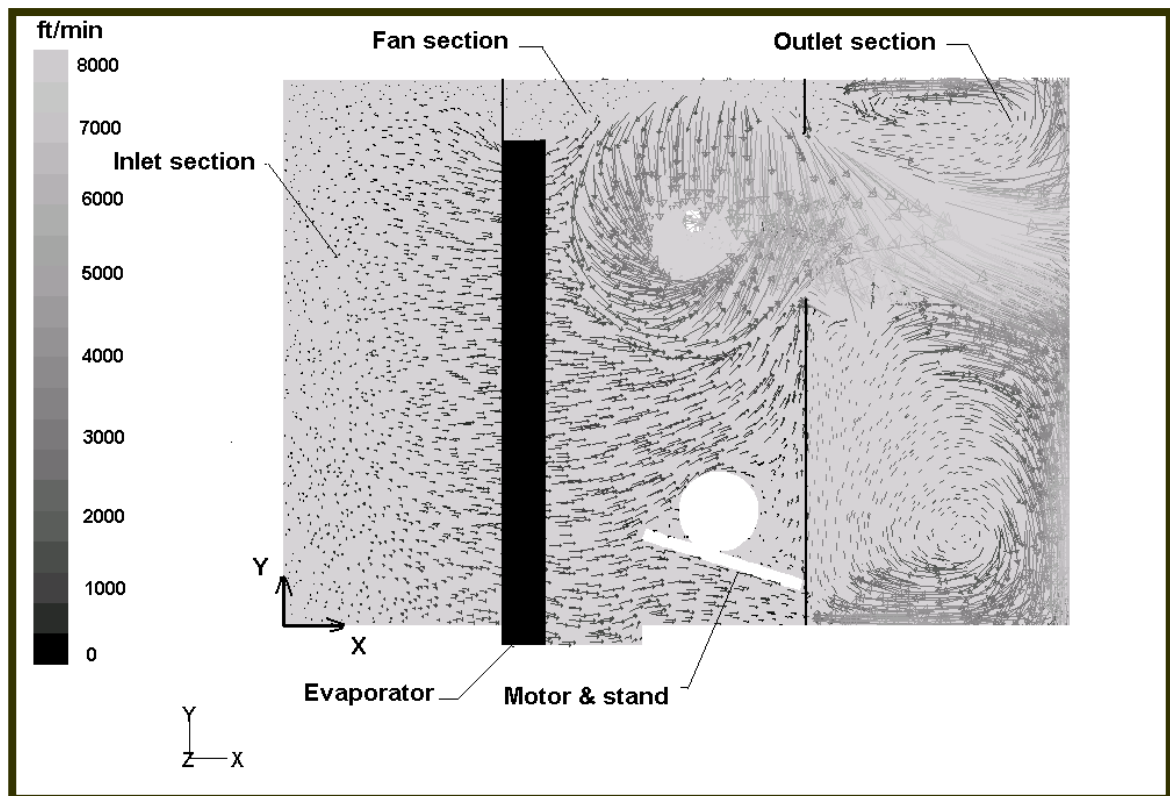 ft/min
Fan section
Outlet section
8000
7000
Inlet section
6000
5000
4000
3000
2000
1000
0
Y
X
Evaporator
Motor & stand
Y
Z
X